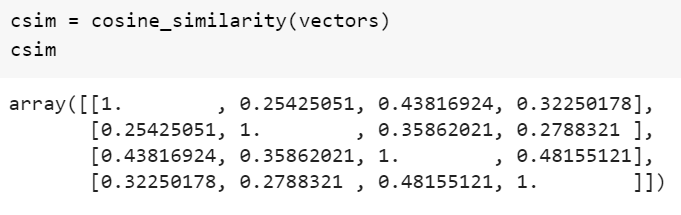 csim = cosine_similarity(vectors)
csim
array([[1.        , 0.25425051, 0.43816924, 0.32250178],
       [0.25425051, 1.        , 0.35862021, 0.2788321 ],
       [0.43816924, 0.35862021, 1.        , 0.48155121],
       [0.32250178, 0.2788321 , 0.48155121, 1.        ]])